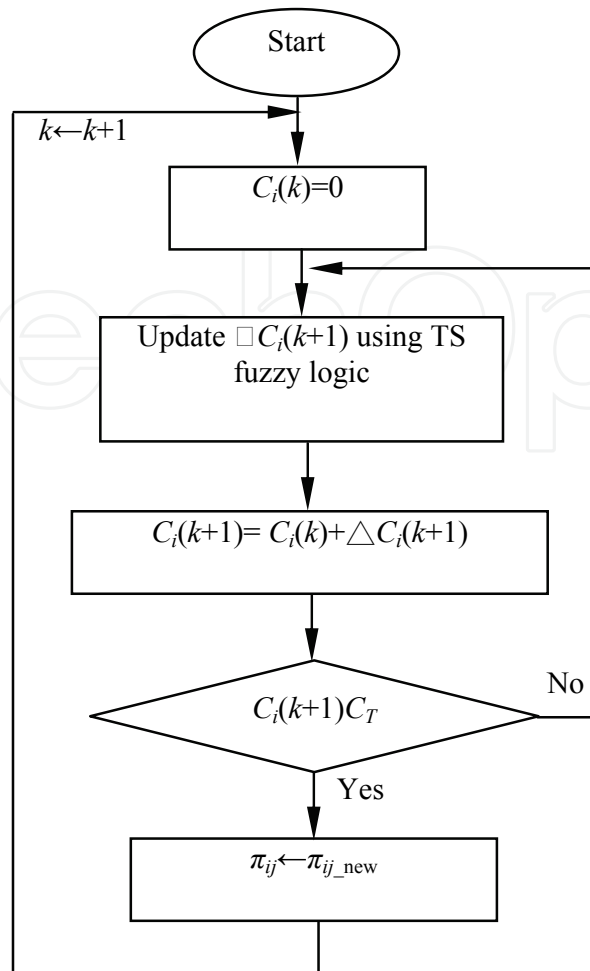 Start
k←k+1
C_i(k)=0
Update □C_i(k+1) using TS
fuzzy logic
C_i(k+1)= C_i(k)+△C_i(k+1)
C_i(k+1)C_T
No
Yes
π_ij←π_ij_new